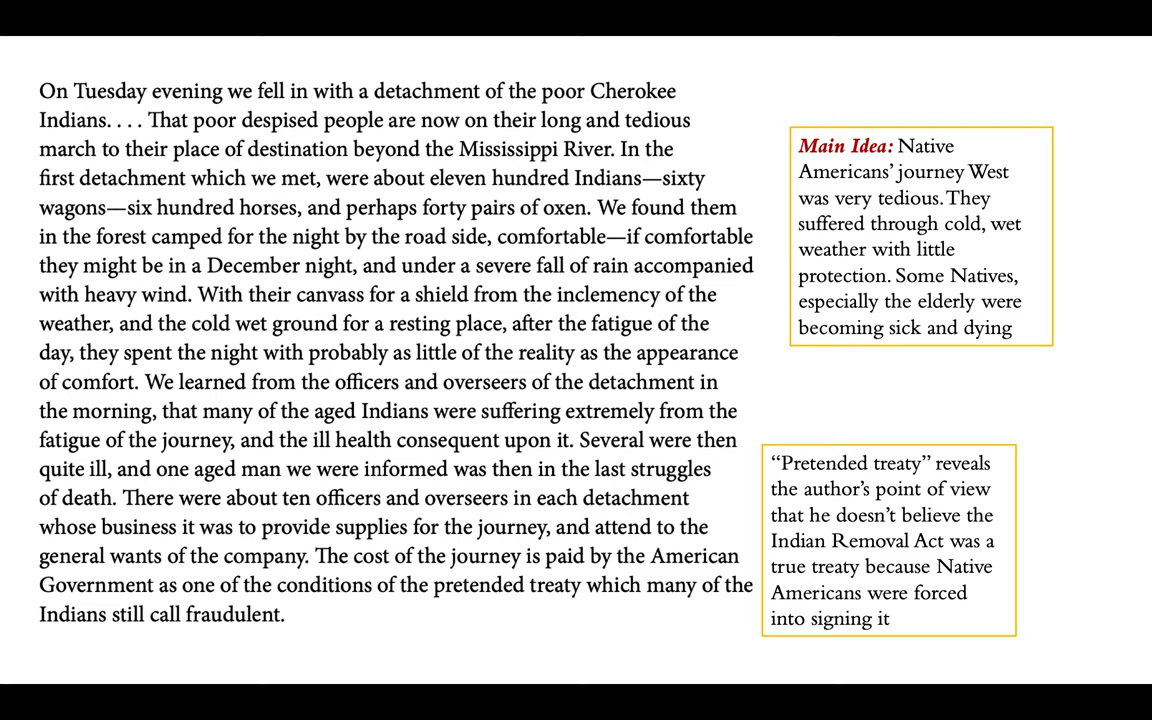 On Tuesday evening we fell in with a detachment of the poor Cherokee
Indians. . . . That poor despised people are now on their long and tedious
march to their place of destination beyond the Mississippi River. In the
first detachment which we met, were about eleven hundred Indians—sixty
wagons—six hundred horses, and perhaps forty pairs of oxen. We found them
in the forest camped for the night by the road side, comfortable—if comfortable
they might be in a December night, and under a severe fall of rain accompanied
with heavy wind. With their canvass for a shield from the inclemency of the
weather, and the cold wet ground for a resting place, after the fatigue of the
day, they spent the night with probably as little of the reality as the appearance
of comfort. We learned from the officers and overseers of the detachment in
the morning, that many of the aged Indians were suffering extremely from the
fatigue of the journey, and the ill health consequent upon it. Several were then
quite ill, and one aged man we were informed was then in the last struggles
of death. There were about ten officers and overseers in each detachment
whose business it was to provide supplies for the journey, and attend to the
general wants of the company. The cost of the journey is paid by the American
Government as one of the conditions of the pretended treaty which many of the
Indians still call fraudulent.
Main Idea: Native
Americans' journey West
was very tedious. They
suffered through cold, wet
weather with little
protection. Some Natives,
especially the elderly were
becoming sick and dying
“Pretended treaty” reveals
the author's point of view
that he doesn't believe the
Indian Removal Act was a
true treaty because Native
Americans were forced
into signing it